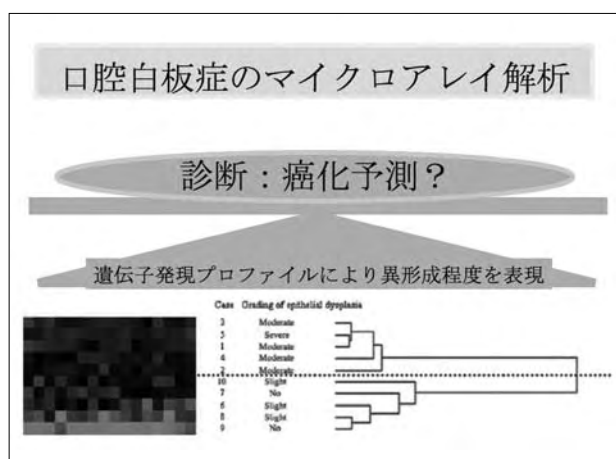 口腔白板症のマイクロアレイ解析
診断：癌化予測？
遺伝子発現プロファイルにより異形成程度を表現
Case Grading of epithelial dysplasia
3 Moderate
5 Severe
1 Moderate
4 Moderate
2 Moderate
10 Slight
7 No
6 Slight
8 Slight
9 No